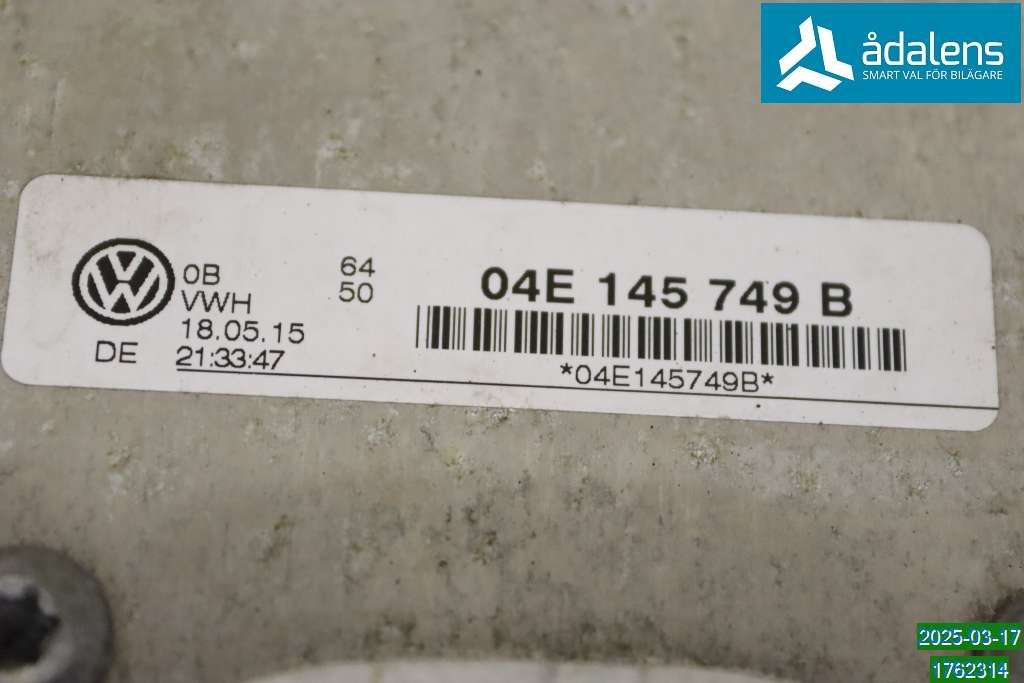 ådalens
SMART VAL FÖR BILÄGARE
0B
VWH
18.05.15
DE 21:33:47
64
50
04E 145 749 B
*04E145749B*
2025-03-17
1762314